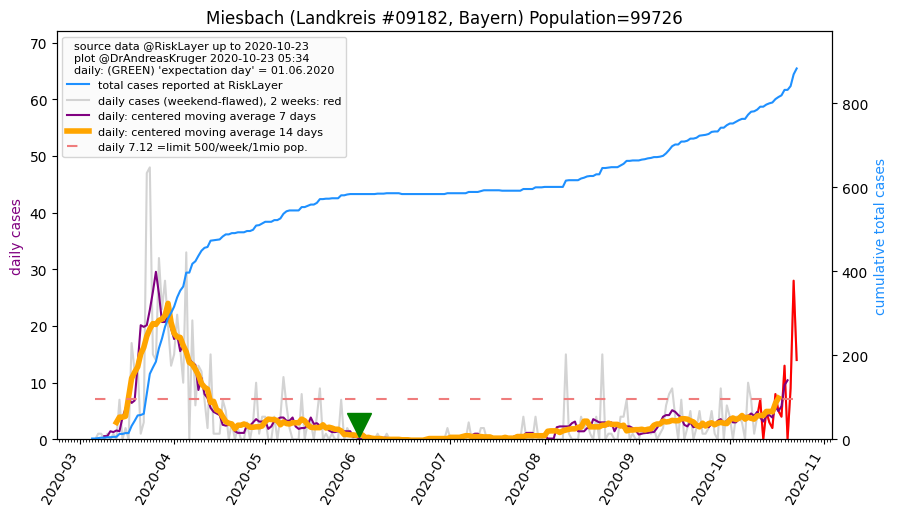 Miesbach (Landkreis #09182, Bayern) Population=99726
source data @RiskLayer up to 2020-10-23
plot @DrAndreasKruger 2020-10-23 05:34
daily: (GREEN) 'expectation day' = 01.06.2020
total cases reported at RiskLayer
daily cases (weekend-flawed), 2 weeks: red
daily: centered moving average 7 days
daily: centered moving average 14 days
daily 7.12 =limit 500/week/1mio pop.
daily cases
70
60
50
40
30
20
10
0
cumulative total cases
800
600
400
200
0
2020-03
2020-04
2020-05
2020-06
2020-07
2020-08
2020-09
2020-10
2020-11